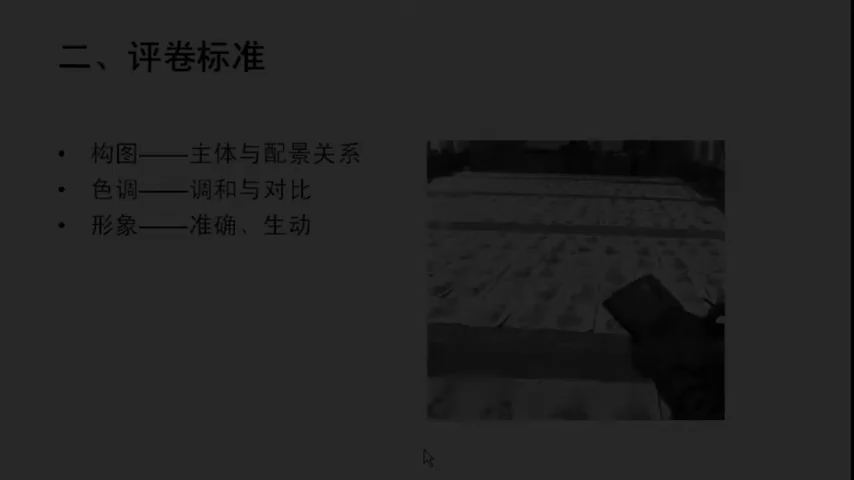 二、评卷标准
• 构图——主体与配景关系
• 色调——调和与对比
• 形象——准确、生动